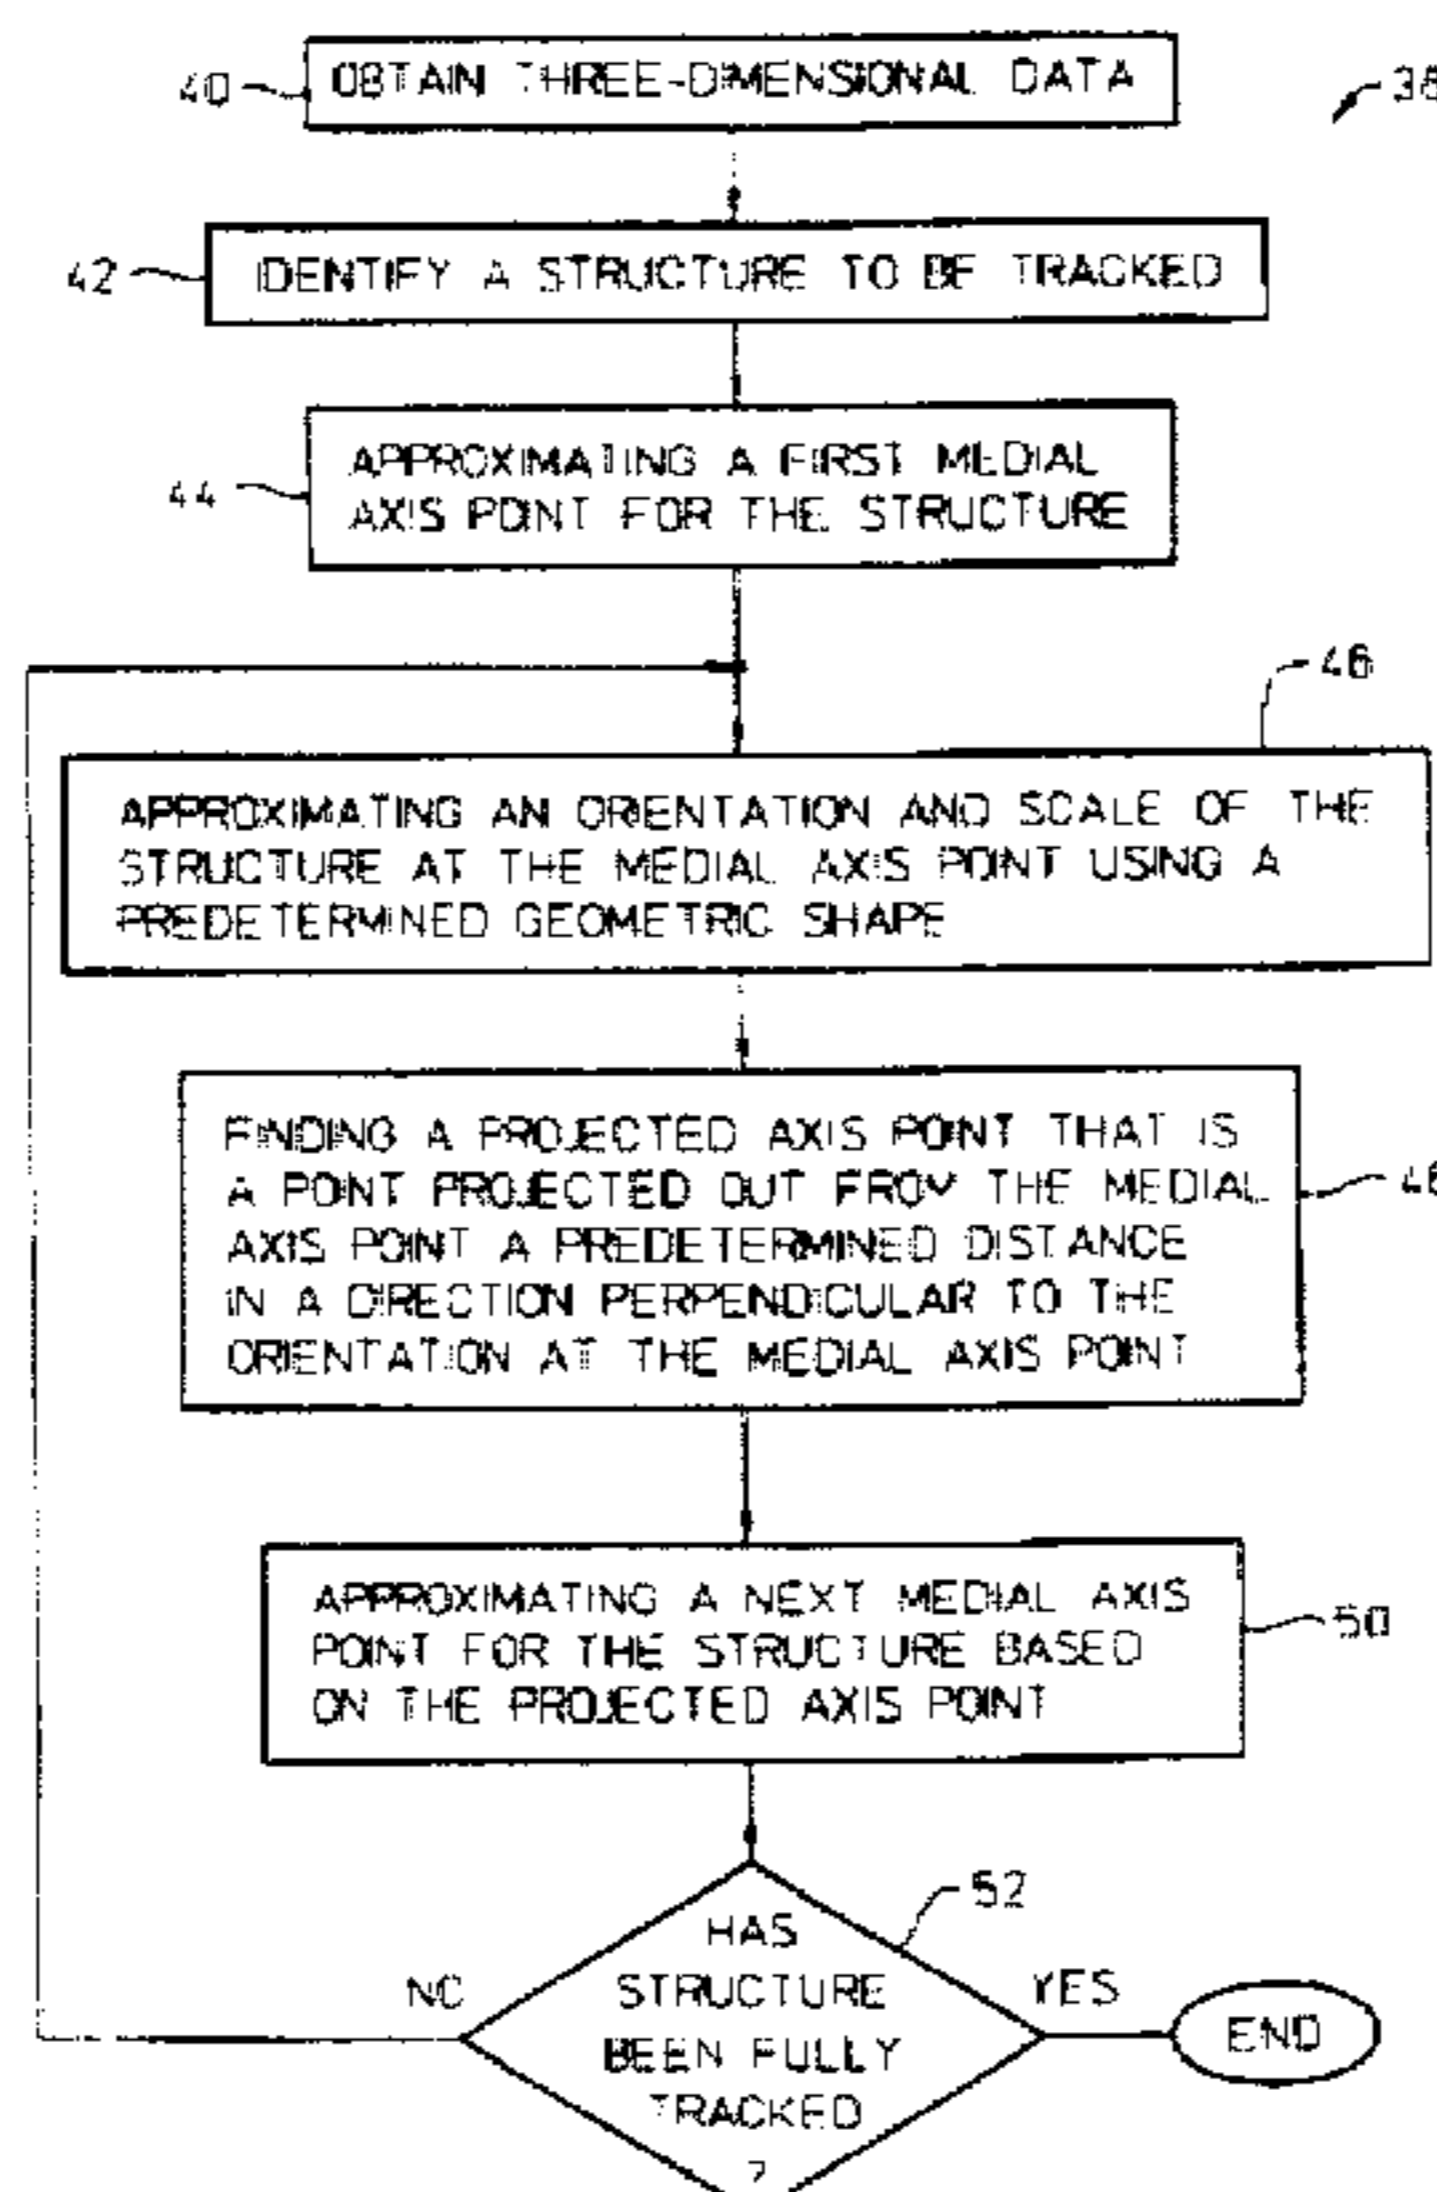 38
40
OBTAIN THREE-DIMENSIONAL DATA
42
IDENTIFY A STRUCTURE TO BE TRACKED
44
APPROXIMATING A FIRST MEDIAL
AXIS POINT FOR THE STRUCTURE
46
APPROXIMATING AN ORIENTATION AND SCALE OF THE
STRUCTURE AT THE MEDIAL AXIS POINT USING A
PREDETERMINED GEOMETRIC SHAPE
FINDING A PROJECTED AXIS POINT THAT IS
A POINT PROJECTED OUT FROM THE MEDIAL
AXIS POINT A PREDETERMINED DISTANCE
IN A DIRECTION PERPENDICULAR TO THE
ORIENTATION AT THE MEDIAL AXIS POINT
APPROXIMATING A NEXT MEDIAL AXIS
POINT FOR THE STRUCTURE BASED
ON THE PROJECTED AXIS POINT
50
52
HAS
STRUCTURE
BEEN FULLY
TRACKED
?
NO
YES
END